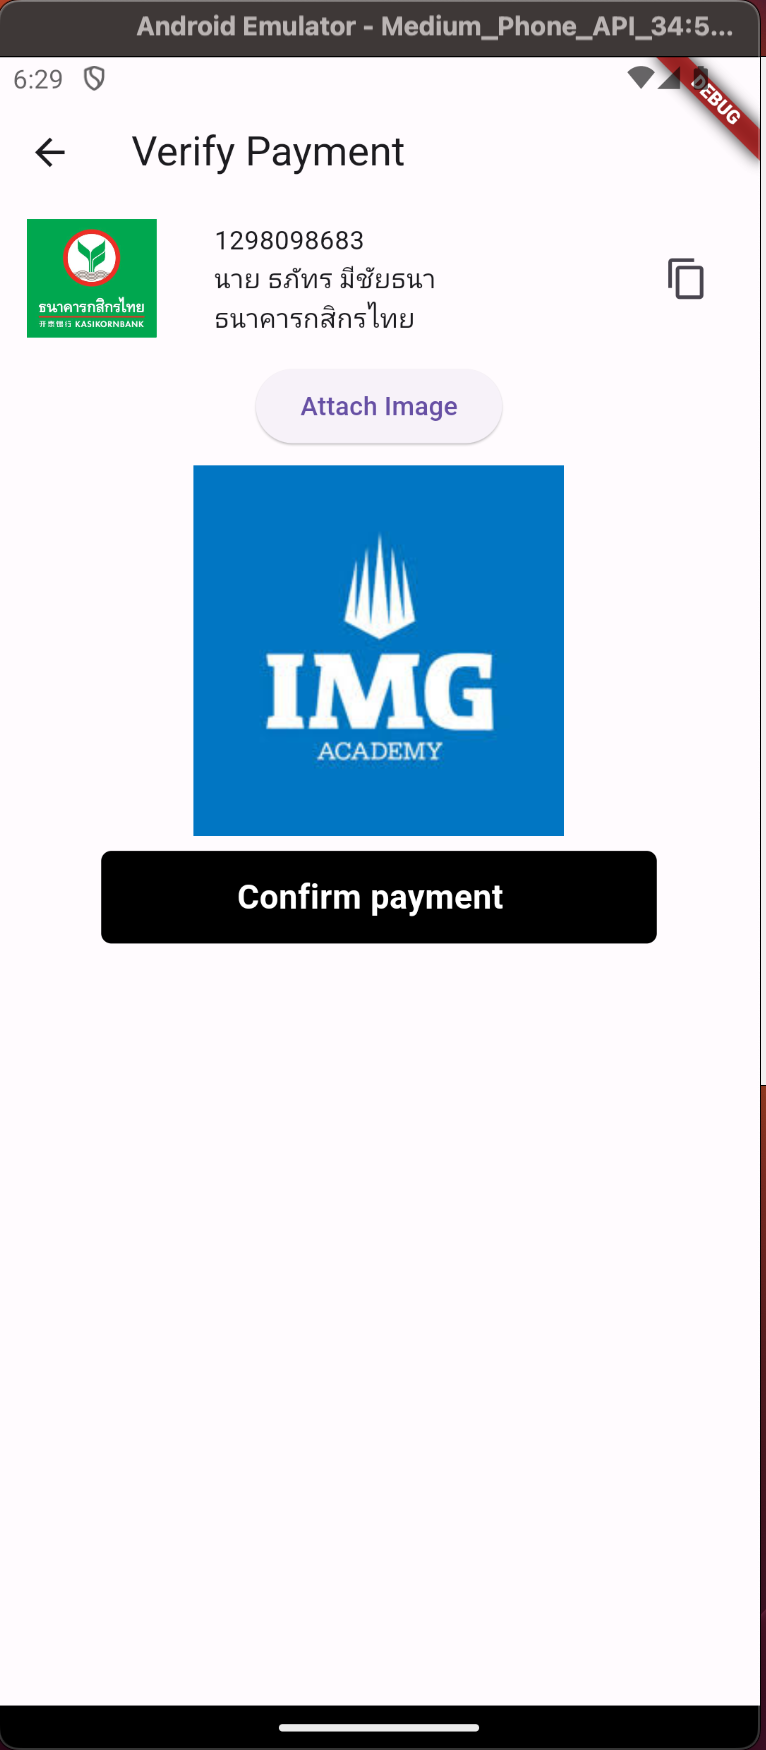 Android Emulator - Medium_Phone_API_34:5...
6:29
DEBUG
Verify Payment
ธนาคารกสิกรไทย
开泰银行 KASIKORNBANK
1298098683
นาย ธภัทร มีชัยธนา
ธนาคารกสิกรไทย
Attach Image
IMG
ACADEMY
Confirm payment